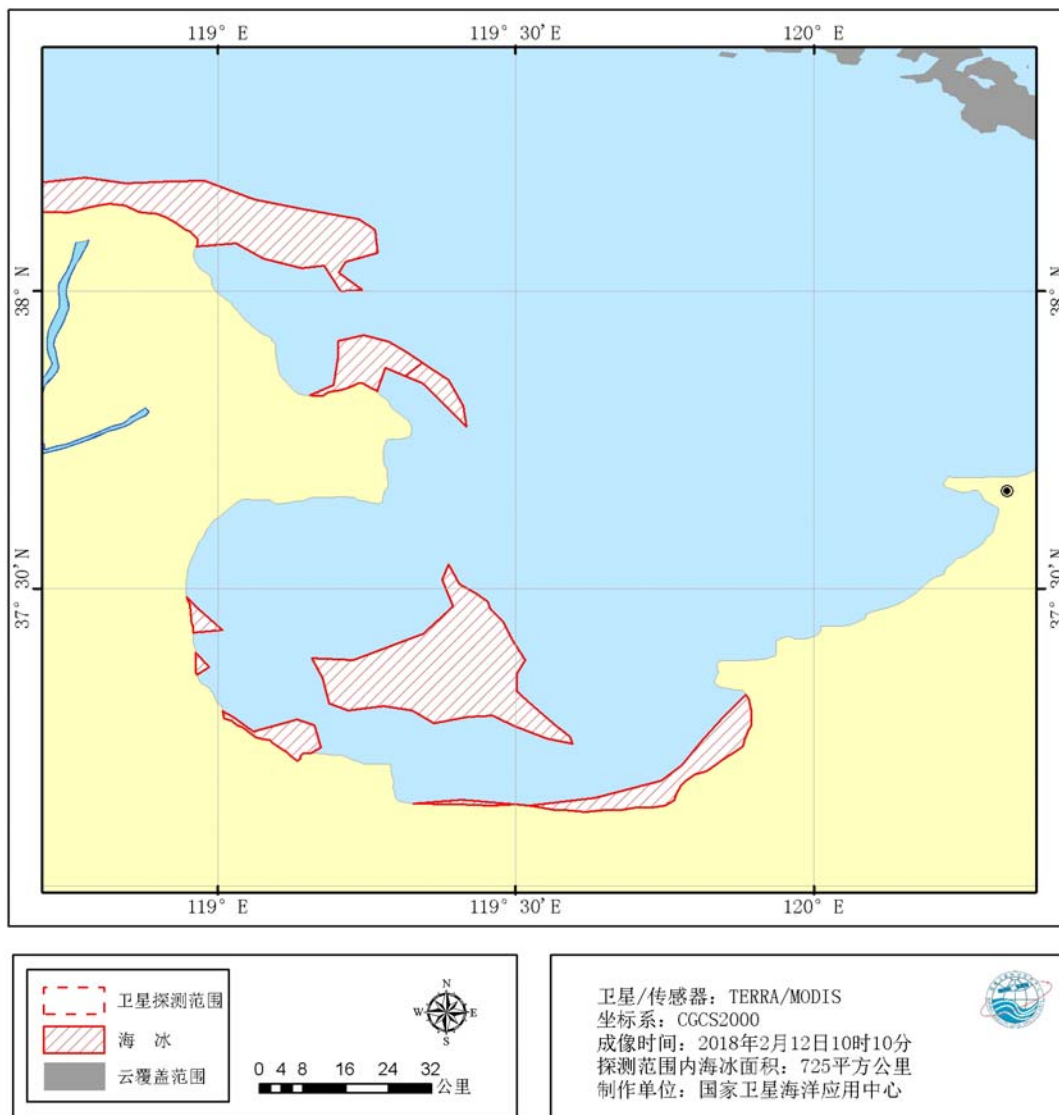 119° E 119° 30′E 120° E
38° N 38° N
37° 30′N 37° 30′N
119° E 119° 30′E 120° E
卫星探测范围
海 冰
云覆盖范围
N
W E
S
0 4 8 16 24 32
公里
卫星/传感器：TERRA/MODIS
坐标系：CGCS2000
成像时间：2018年2月12日10时10分
探测范围内海冰面积：725平方公里
制作单位：国家卫星海洋应用中心